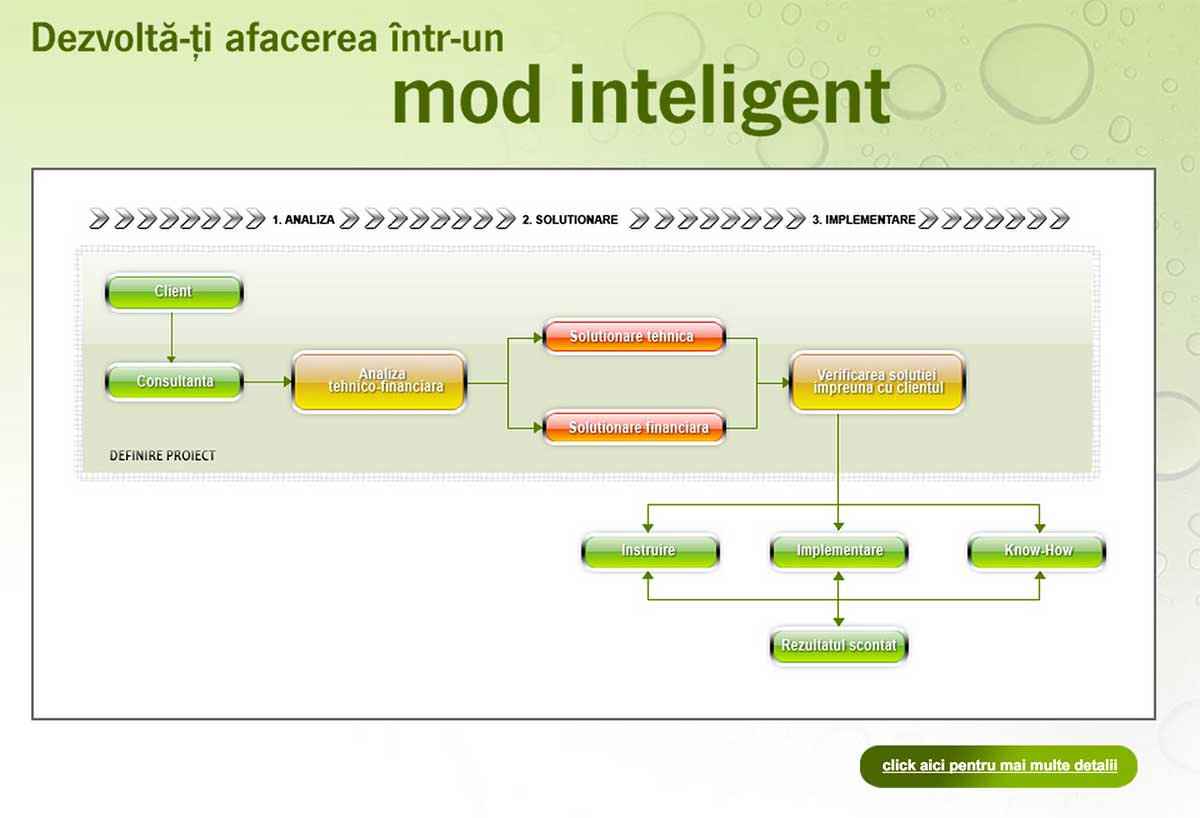 Dezvoltă-ți afacerea într-un
mod inteligent
1. ANALIZA
2. SOLUTIONARE
3. IMPLEMENTARE
Client
Consultanta
Analiza
tehnico-financiara
Solutionare tehnica
Solutionare financiara
Verificarea solutiei
impreuna cu clientul
DEFINIRE PROIECT
Instruire
Implementare
Know-How
Rezultatul scontat
click aici pentru mai multe detalii